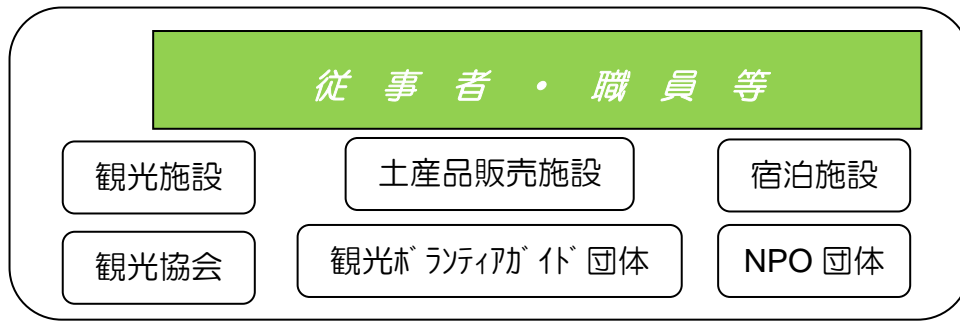 従事者・職員等
観光施設
土産品販売施設
宿泊施設
観光協会
観光ﾎﾞﾗﾝﾃｨｱｶﾞｲﾄﾞ団体
NPO 団体